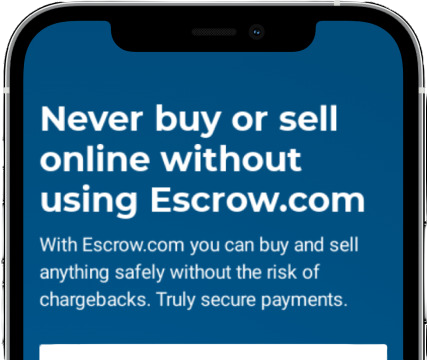 Never buy or sell
online without
using Escrow.com
With Escrow.com you can buy and sell
anything safely without the risk of
chargebacks. Truly secure payments.